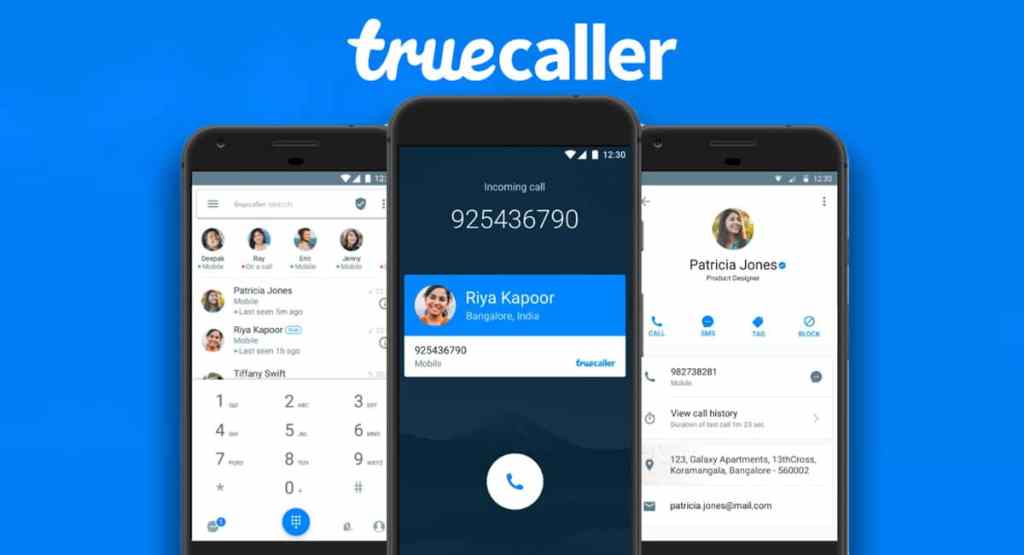 truecaller
12:
truecaller search
Deepak
Mobile
Ray
On a call
Eric
Mobile
Jenny
Mobile
Patricia Jones
Mobile
Last seen 5m ago
Riya Kapoor
Mobile
Last seen 1h ago
Tiffany Swift
1
2 ABC
3 DEF
4 GHI
5 JKL
6 MNO
7 PQRS
8 TUV
9 WXYZ
*
0 +
#
1
12:30
Incoming call
925436790
Riya Kapoor
Bangalore, India
925436790
Mobile
truecaller
12:30
Patricia Jones
Product Designer
CALL
SMS
TAG
BLOCK
982738281
Mobile
View call history
Duration of last call 1m 23 sec
123, Galaxy Apartments, 13thCross,
Koramangala, Bangalore - 560002
patricia.jones@mail.com